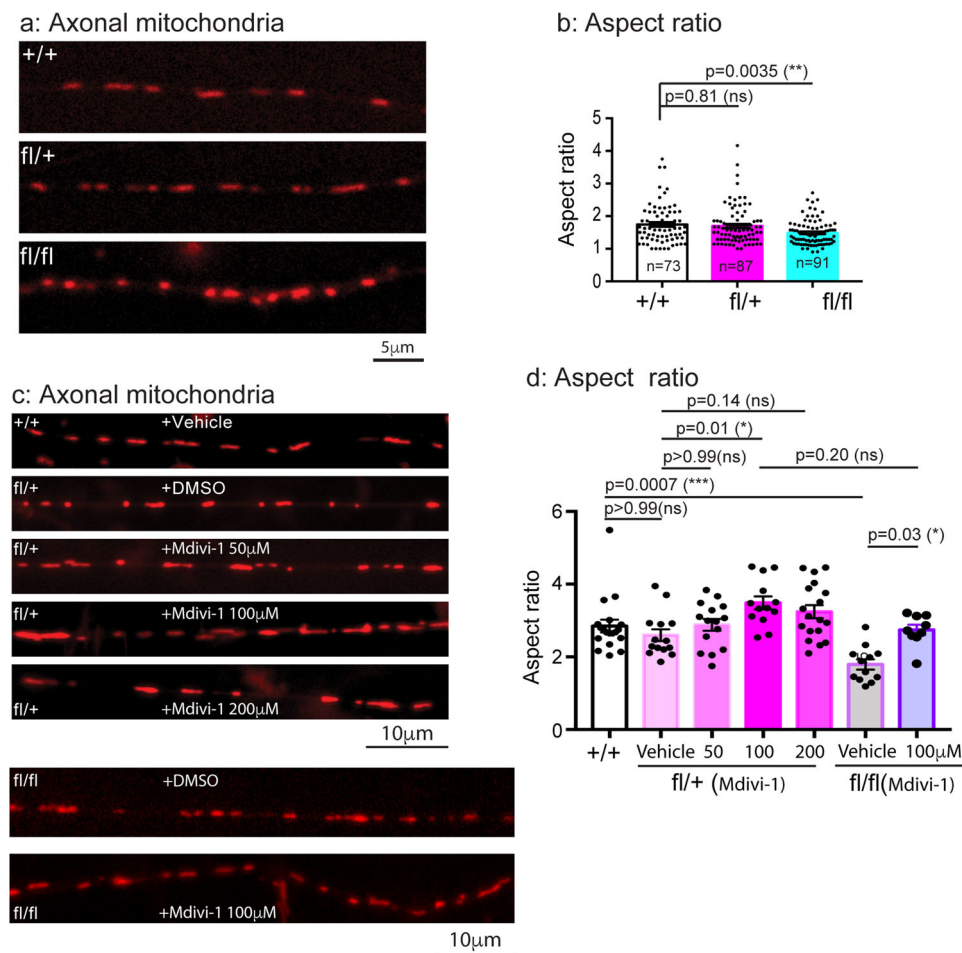 a: Axonal mitochondria
+/+
fl/+
fl/fl
5μm
b: Aspect ratio
p=0.0035 (**)
p=0.81 (ns)
Aspect ratio
5
4
3
2
1
0
n=73
n=87
n=91
+/+
fl/+
fl/fl
c: Axonal mitochondria
+/+ +Vehicle
fl/+ +DMSO
fl/+ +Mdivi-1 50μM
fl/+ +Mdivi-1 100μM
fl/+ +Mdivi-1 200μM
10μm
fl/fl +DMSO
fl/fl +Mdivi-1 100μM
10μm
d: Aspect ratio
p=0.14 (ns)
p=0.01 (*)
p>0.99(ns)
p=0.20 (ns)
p=0.0007 (***)
p>0.99(ns)
p=0.03 (*)
Aspect ratio
6
4
2
0
+/+ Vehicle 50 100 200 Vehicle 100μM
fl/+ (Mdivi-1) fl/fl(Mdivi-1)